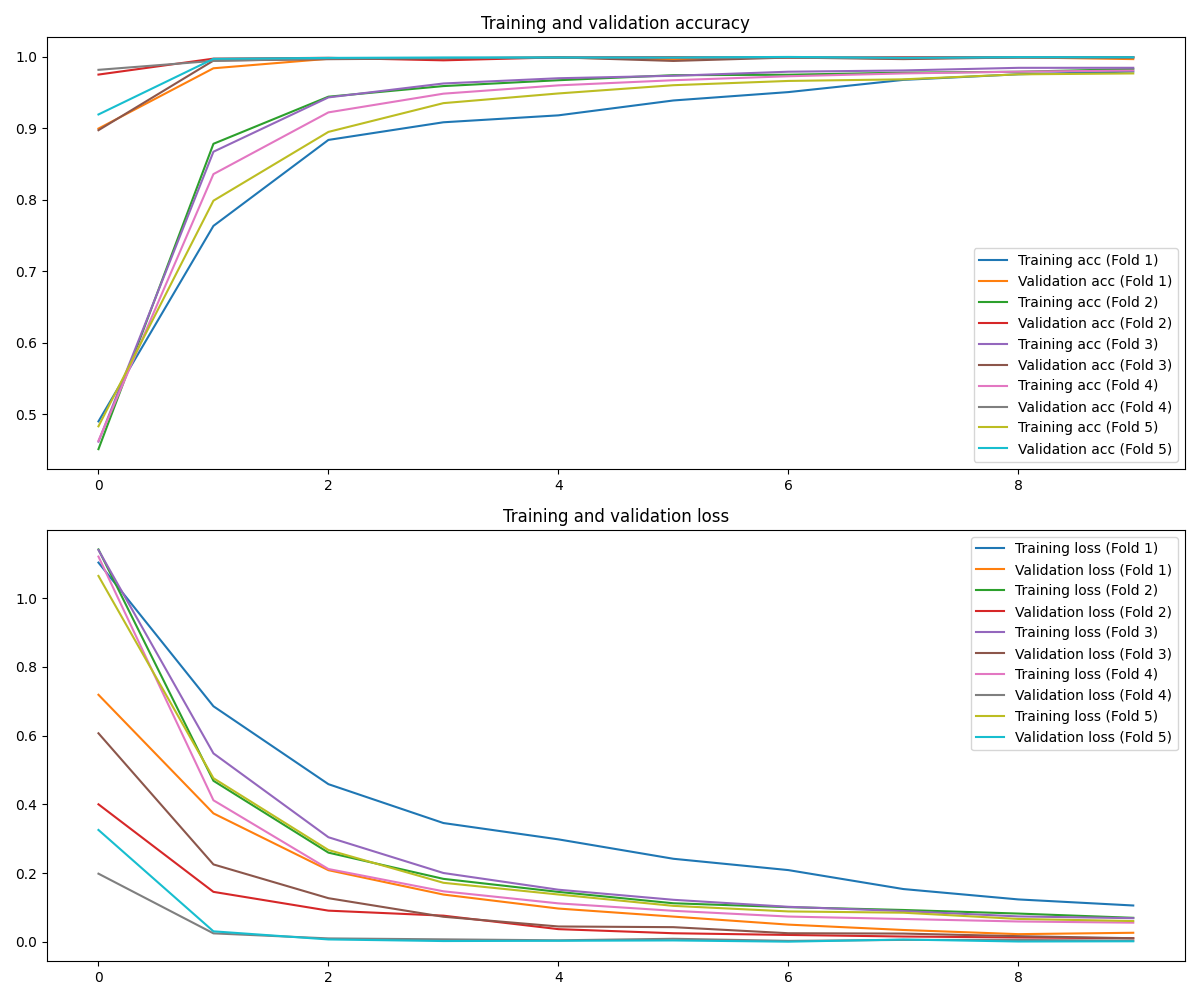 Training and validation accuracy
1.0
0.9
0.8
0.7
0.6
0.5
Training acc (Fold 1)
Validation acc (Fold 1)
Training acc (Fold 2)
Validation acc (Fold 2)
Training acc (Fold 3)
Validation acc (Fold 3)
Training acc (Fold 4)
Validation acc (Fold 4)
Training acc (Fold 5)
Validation acc (Fold 5)
0 2 4 6 8
Training and validation loss
1.0
0.8
0.6
0.4
0.2
0.0
Training loss (Fold 1)
Validation loss (Fold 1)
Training loss (Fold 2)
Validation loss (Fold 2)
Training loss (Fold 3)
Validation loss (Fold 3)
Training loss (Fold 4)
Validation loss (Fold 4)
Training loss (Fold 5)
Validation loss (Fold 5)
0 2 4 6 8